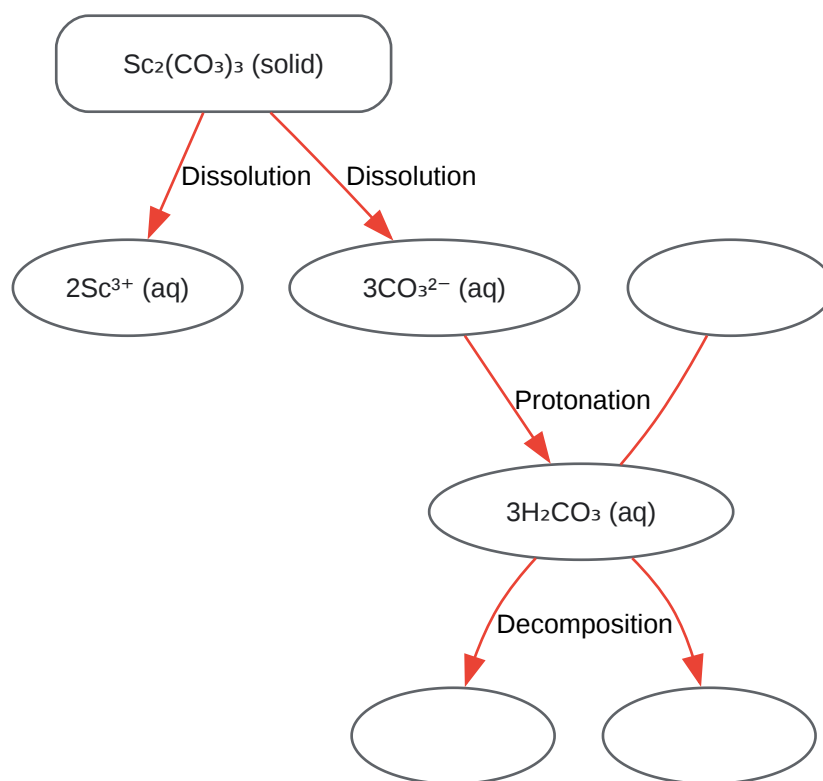 Sc₂(CO₃)₃ (solid)
Dissolution
Dissolution
2Sc³⁺ (aq)
3CO₃²⁻ (aq)
Protonation
3H₂CO₃ (aq)
Decomposition